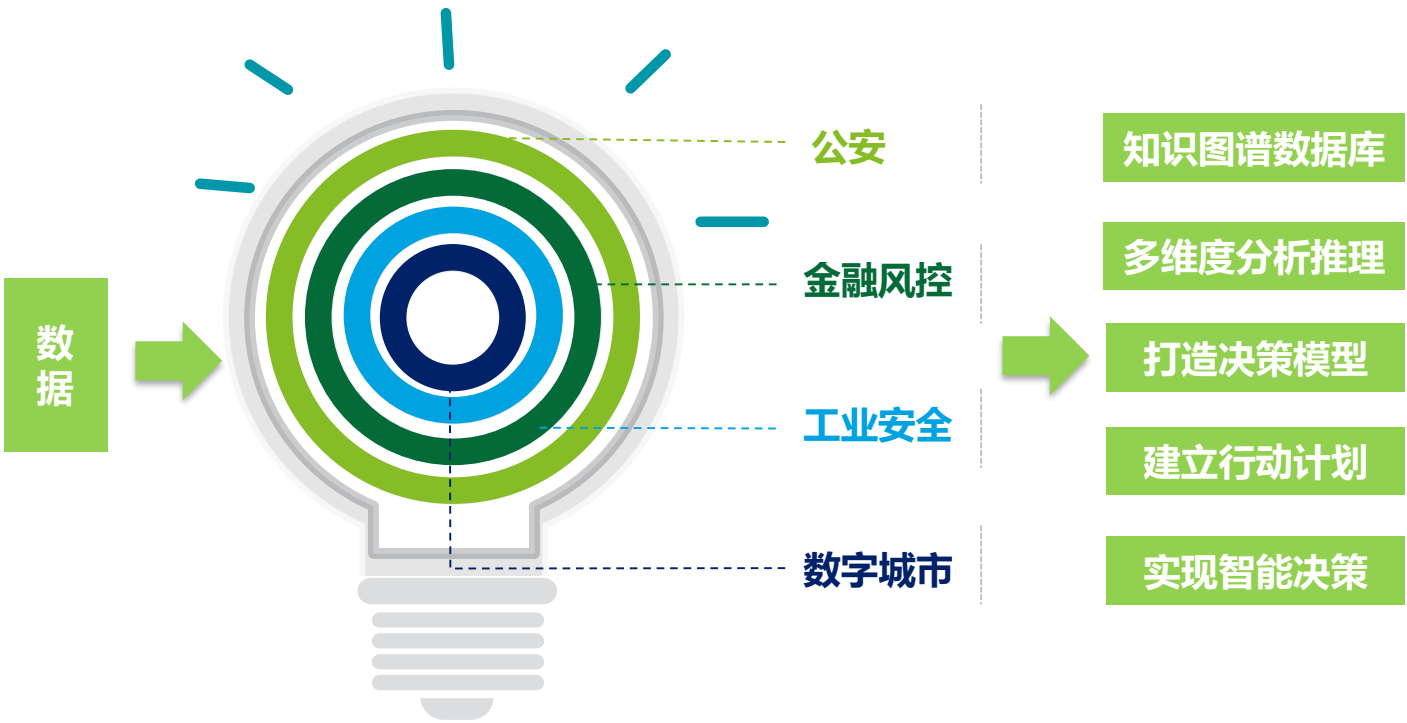 数
据
公安
金融风控
工业安全
数字城市
知识图谱数据库
多维度分析推理
打造决策模型
建立行动计划
实现智能决策